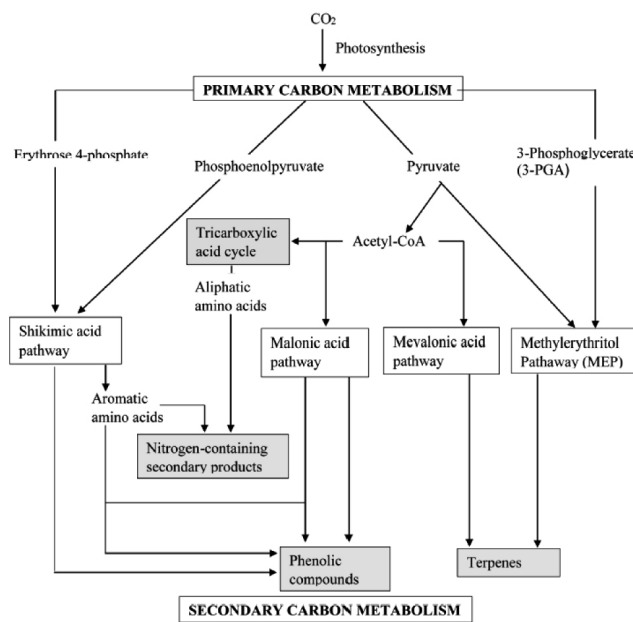 CO₂
Photosynthesis
PRIMARY CARBON METABOLISM
Erythrose 4-phosphate
Phosphoenolpyruvate
Pyruvate
3-Phosphoglycerate
(3-PGA)
Tricarboxylic
acid cycle
Acetyl-CoA
Aliphatic
amino acids
Shikimic acid
pathway
Malonic acid
pathway
Mevalonic acid
pathway
Methylerythritol
Pathaway (MEP)
Aromatic
amino acids
Nitrogen-containing
secondary products
Phenolic
compounds
Terpenes
SECONDARY CARBON METABOLISM